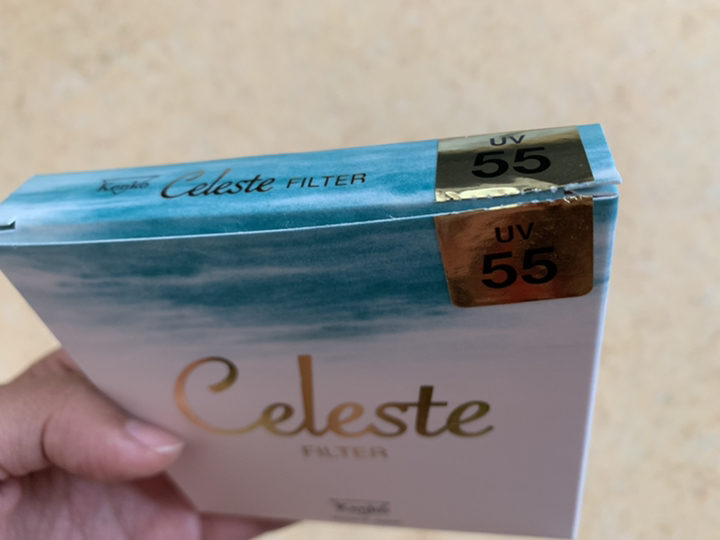 Kenko Celeste FILTER
UV
55
UV
55
Celeste
FILTER
Kenko